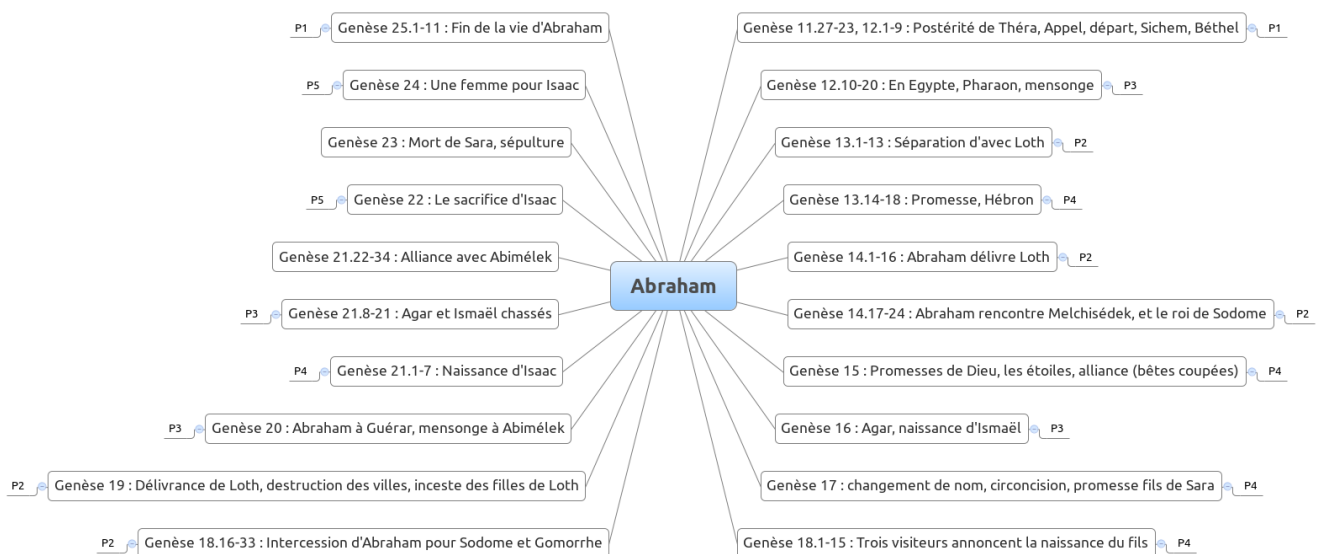 Abraham
Genèse 11.27-23, 12.1-9 : Postérité de Théra, Appel, départ, Sichem, Béthel
P1
Genèse 12.10-20 : En Egypte, Pharaon, mensonge
P3
Genèse 13.1-13 : Séparation d'avec Loth
P2
Genèse 13.14-18 : Promesse, Hébron
P4
Genèse 14.1-16 : Abraham délivre Loth
P2
Genèse 14.17-24 : Abraham rencontre Melchisédek, et le roi de Sodome
P2
Genèse 15 : Promesses de Dieu, les étoiles, alliance (bêtes coupées)
P4
Genèse 16 : Agar, naissance d'Ismaël
P3
Genèse 17 : changement de nom, circoncision, promesse fils de Sara
P4
Genèse 18.1-15 : Trois visiteurs annoncent la naissance du fils
P4
P2
Genèse 18.16-33 : Intercession d'Abraham pour Sodome et Gomorrhe
P2
Genèse 19 : Délivrance de Loth, destruction des villes, inceste des filles de Loth
P3
Genèse 20 : Abraham à Guérar, mensonge à Abimélek
P4
Genèse 21.1-7 : Naissance d'Isaac
P3
Genèse 21.8-21 : Agar et Ismaël chassés
Genèse 21.22-34 : Alliance avec Abimélek
P5
Genèse 22 : Le sacrifice d'Isaac
Genèse 23 : Mort de Sara, sépulture
P5
Genèse 24 : Une femme pour Isaac
P1
Genèse 25.1-11 : Fin de la vie d'Abraham